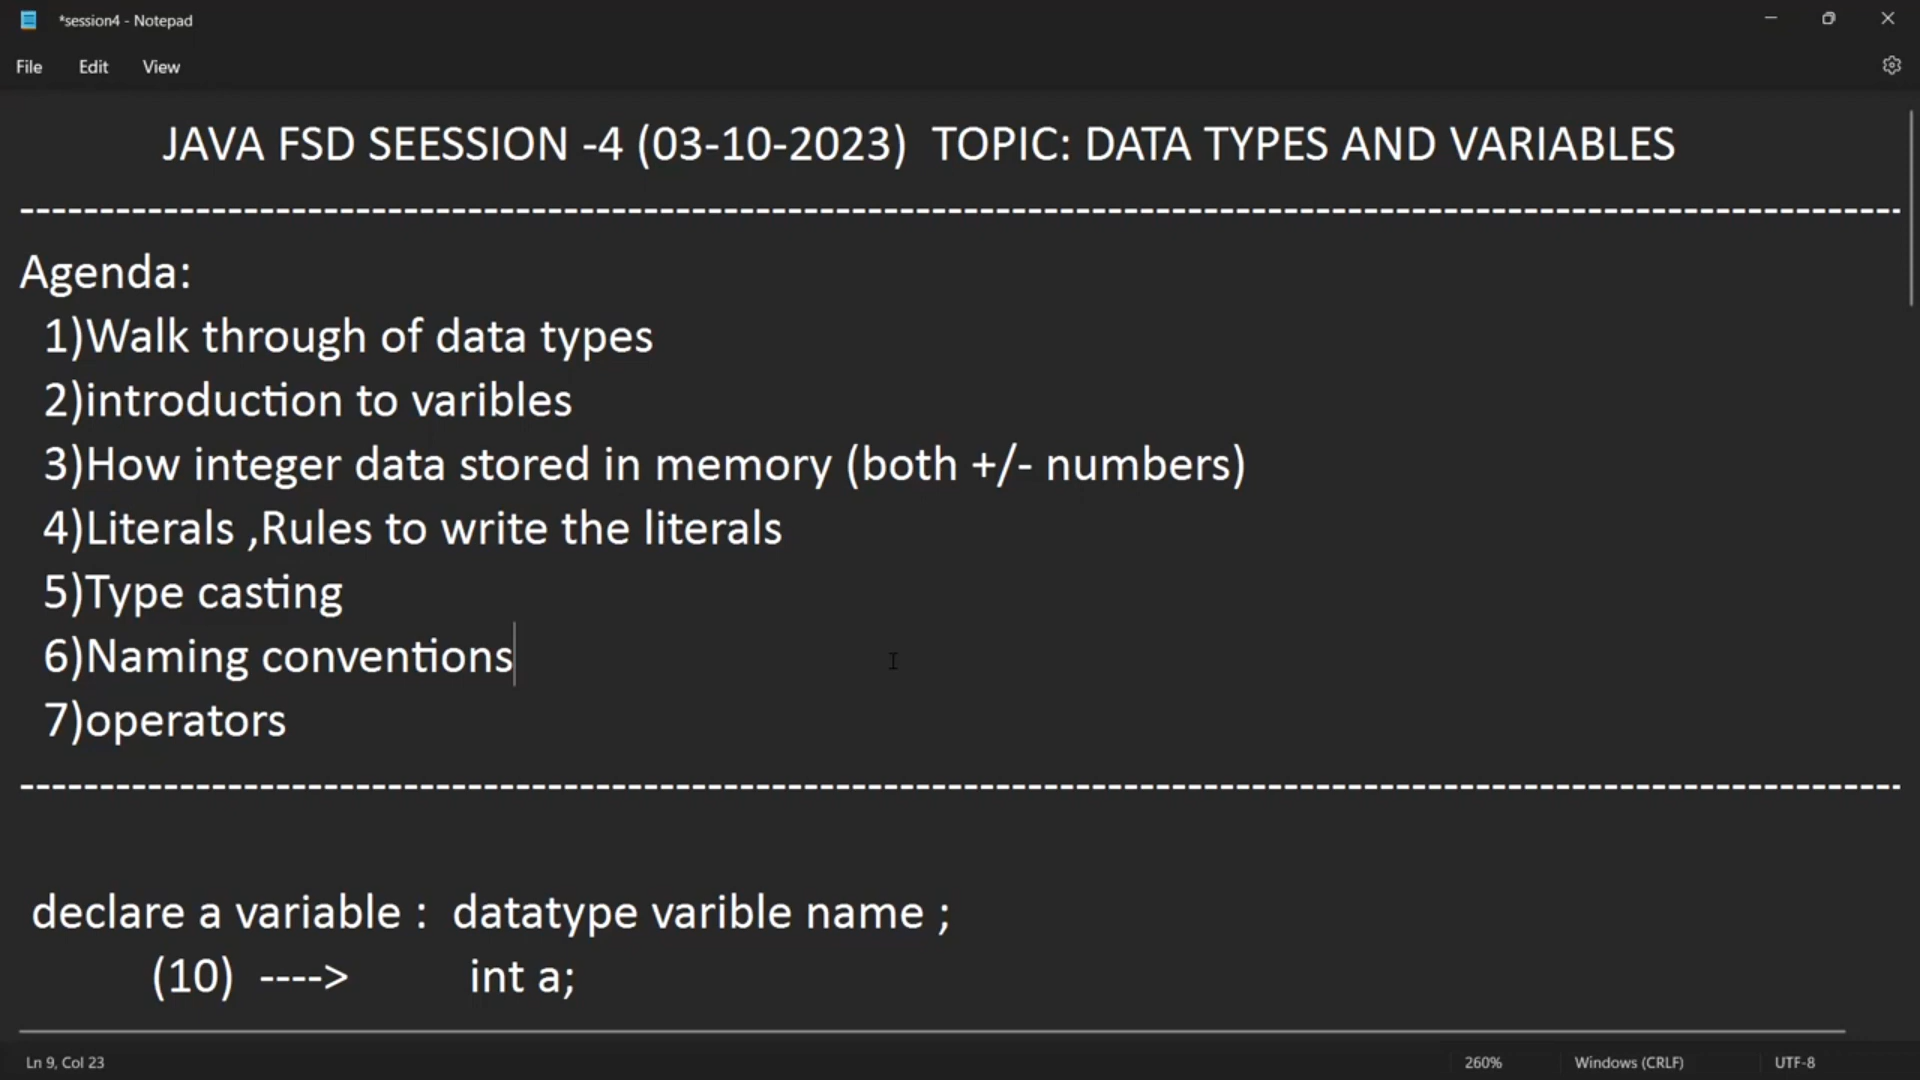 *session4 - Notepad
File Edit View
JAVA FSD SEESSION -4 (03-10-2023) TOPIC: DATA TYPES AND VARIABLES
--------------------------------------------------------------------------------------------------------------------
Agenda:
1)Walk through of data types
2)introduction to varibles
3)How integer data stored in memory (both +/- numbers)
4)Literals ,Rules to write the literals
5)Type casting
6)Naming conventions
7)operators
--------------------------------------------------------------------------------------------------------------------
declare a variable : datatype varible name ;
(10) ----> int a;
Ln 9, Col 23 260% Windows (CRLF) UTF-8